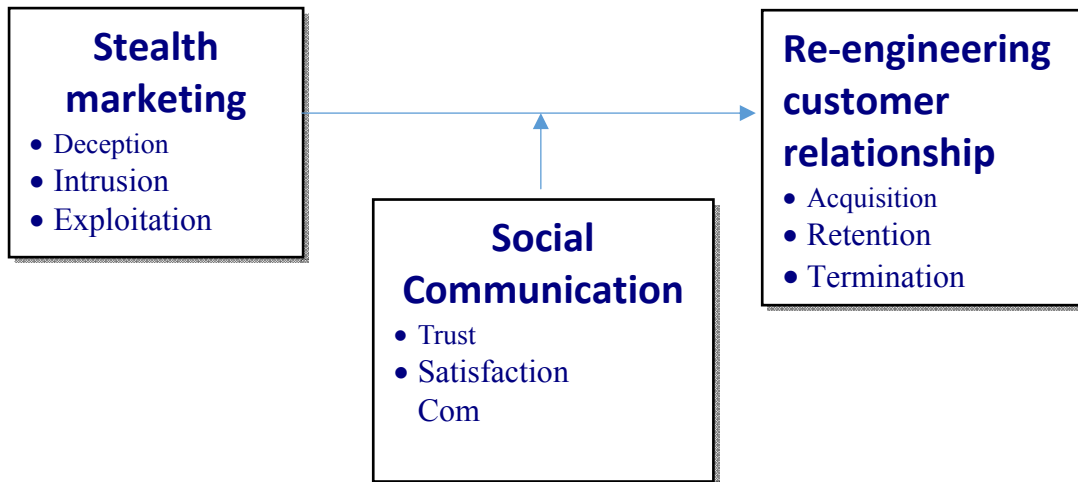 Stealth
marketing
• Deception
• Intrusion
• Exploitation
Social
Communication
• Trust
• Satisfaction
Com
Re-engineering
customer
relationship
• Acquisition
• Retention
• Termination